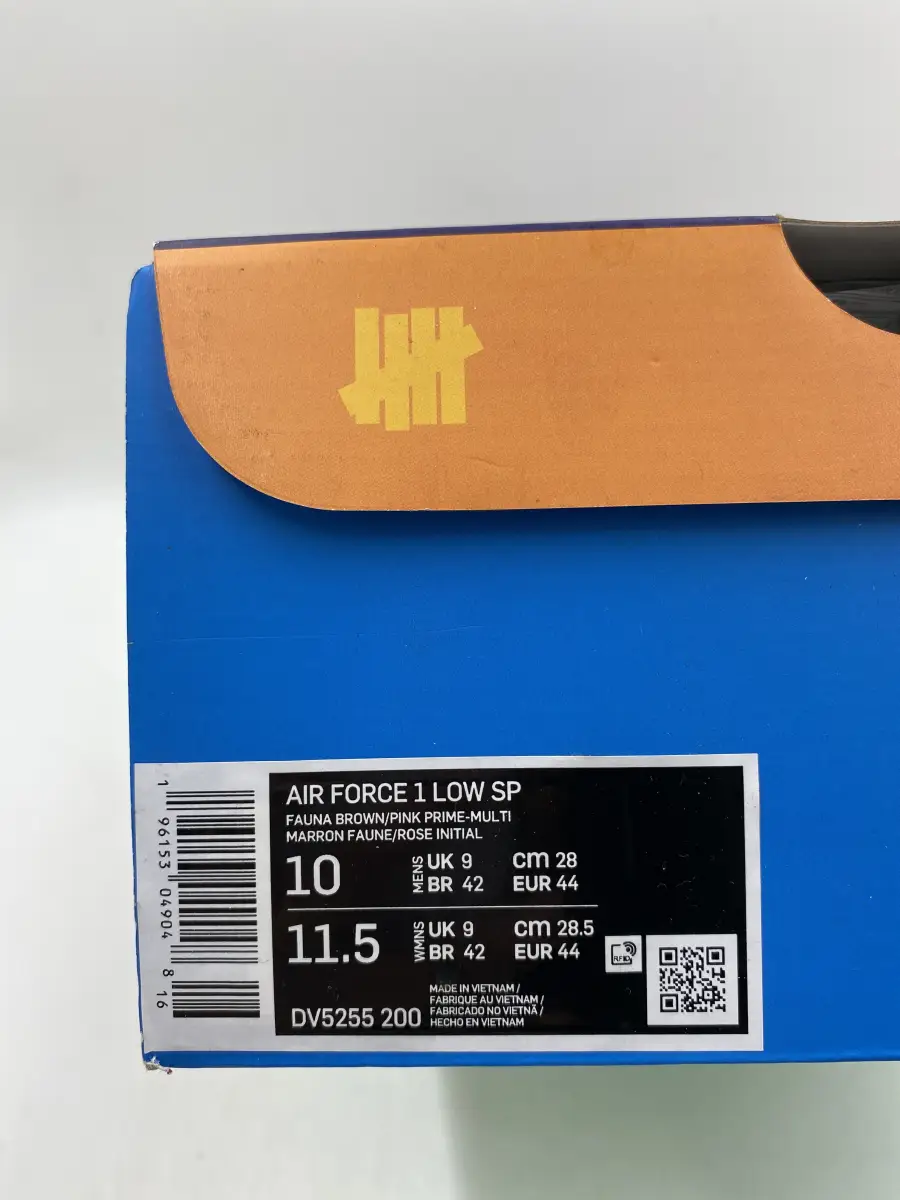 AIR FORCE 1 LOW SP
FAUNA BROWN/PINK PRIME-MULTI
MARRON FAUNE/ROSE INITIAL
10 MENS UK 9 cm 28
BR 42 EUR 44
11.5 WMNS UK 9 cm 28.5
BR 42 EUR 44
RFID
MADE IN VIETNAM /
FABRIQUE AU VIETNAM /
FABRICADO NO VIETNÃ /
HECHO EN VIETNAM
DV5255 200
1 96153 04904 8 16